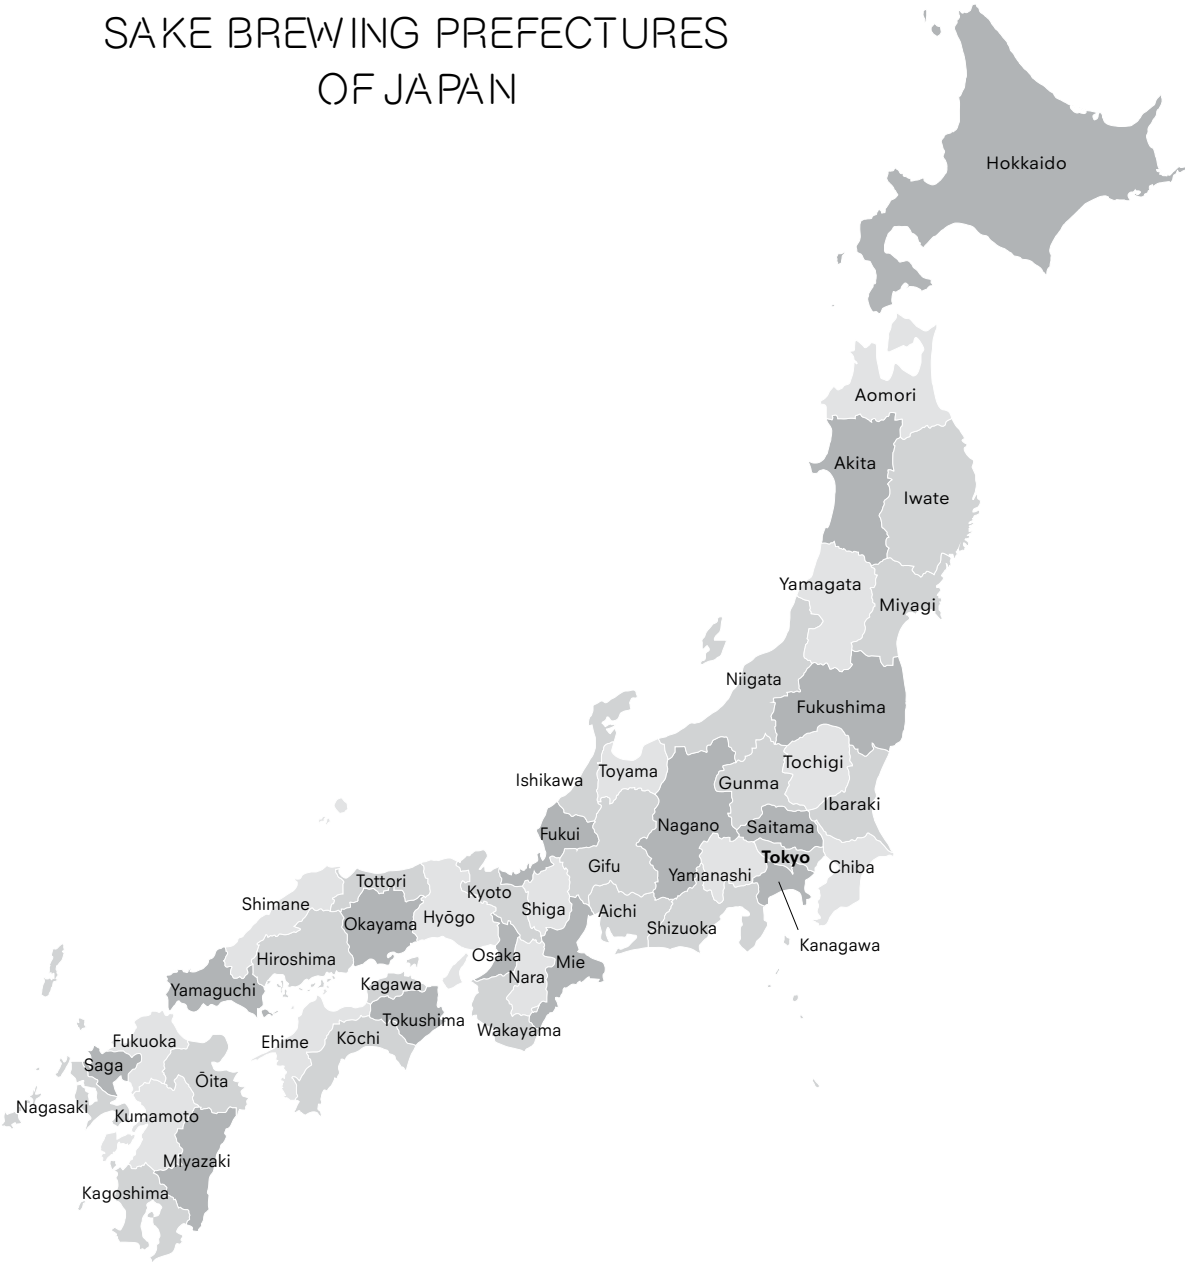 SAKE BREWING PREFECTURES
OF JAPAN
Hokkaido
Aomori
Akita
Iwate
Yamagata
Miyagi
Niigata
Fukushima
Tochigi
Toyama
Ishikawa
Gunma
Ibaraki
Nagano
Saitama
Fukui
Tokyo
Gifu
Chiba
Yamanashi
Tottori
Kyoto
Shimane
Shiga
Aichi
Hyōgo
Okayama
Shizuoka
Kanagawa
Osaka
Hiroshima
Mie
Nara
Kagawa
Yamaguchi
Tokushima
Wakayama
Kōchi
Ehime
Fukuoka
Saga
Ōita
Nagasaki
Kumamoto
Miyazaki
Kagoshima